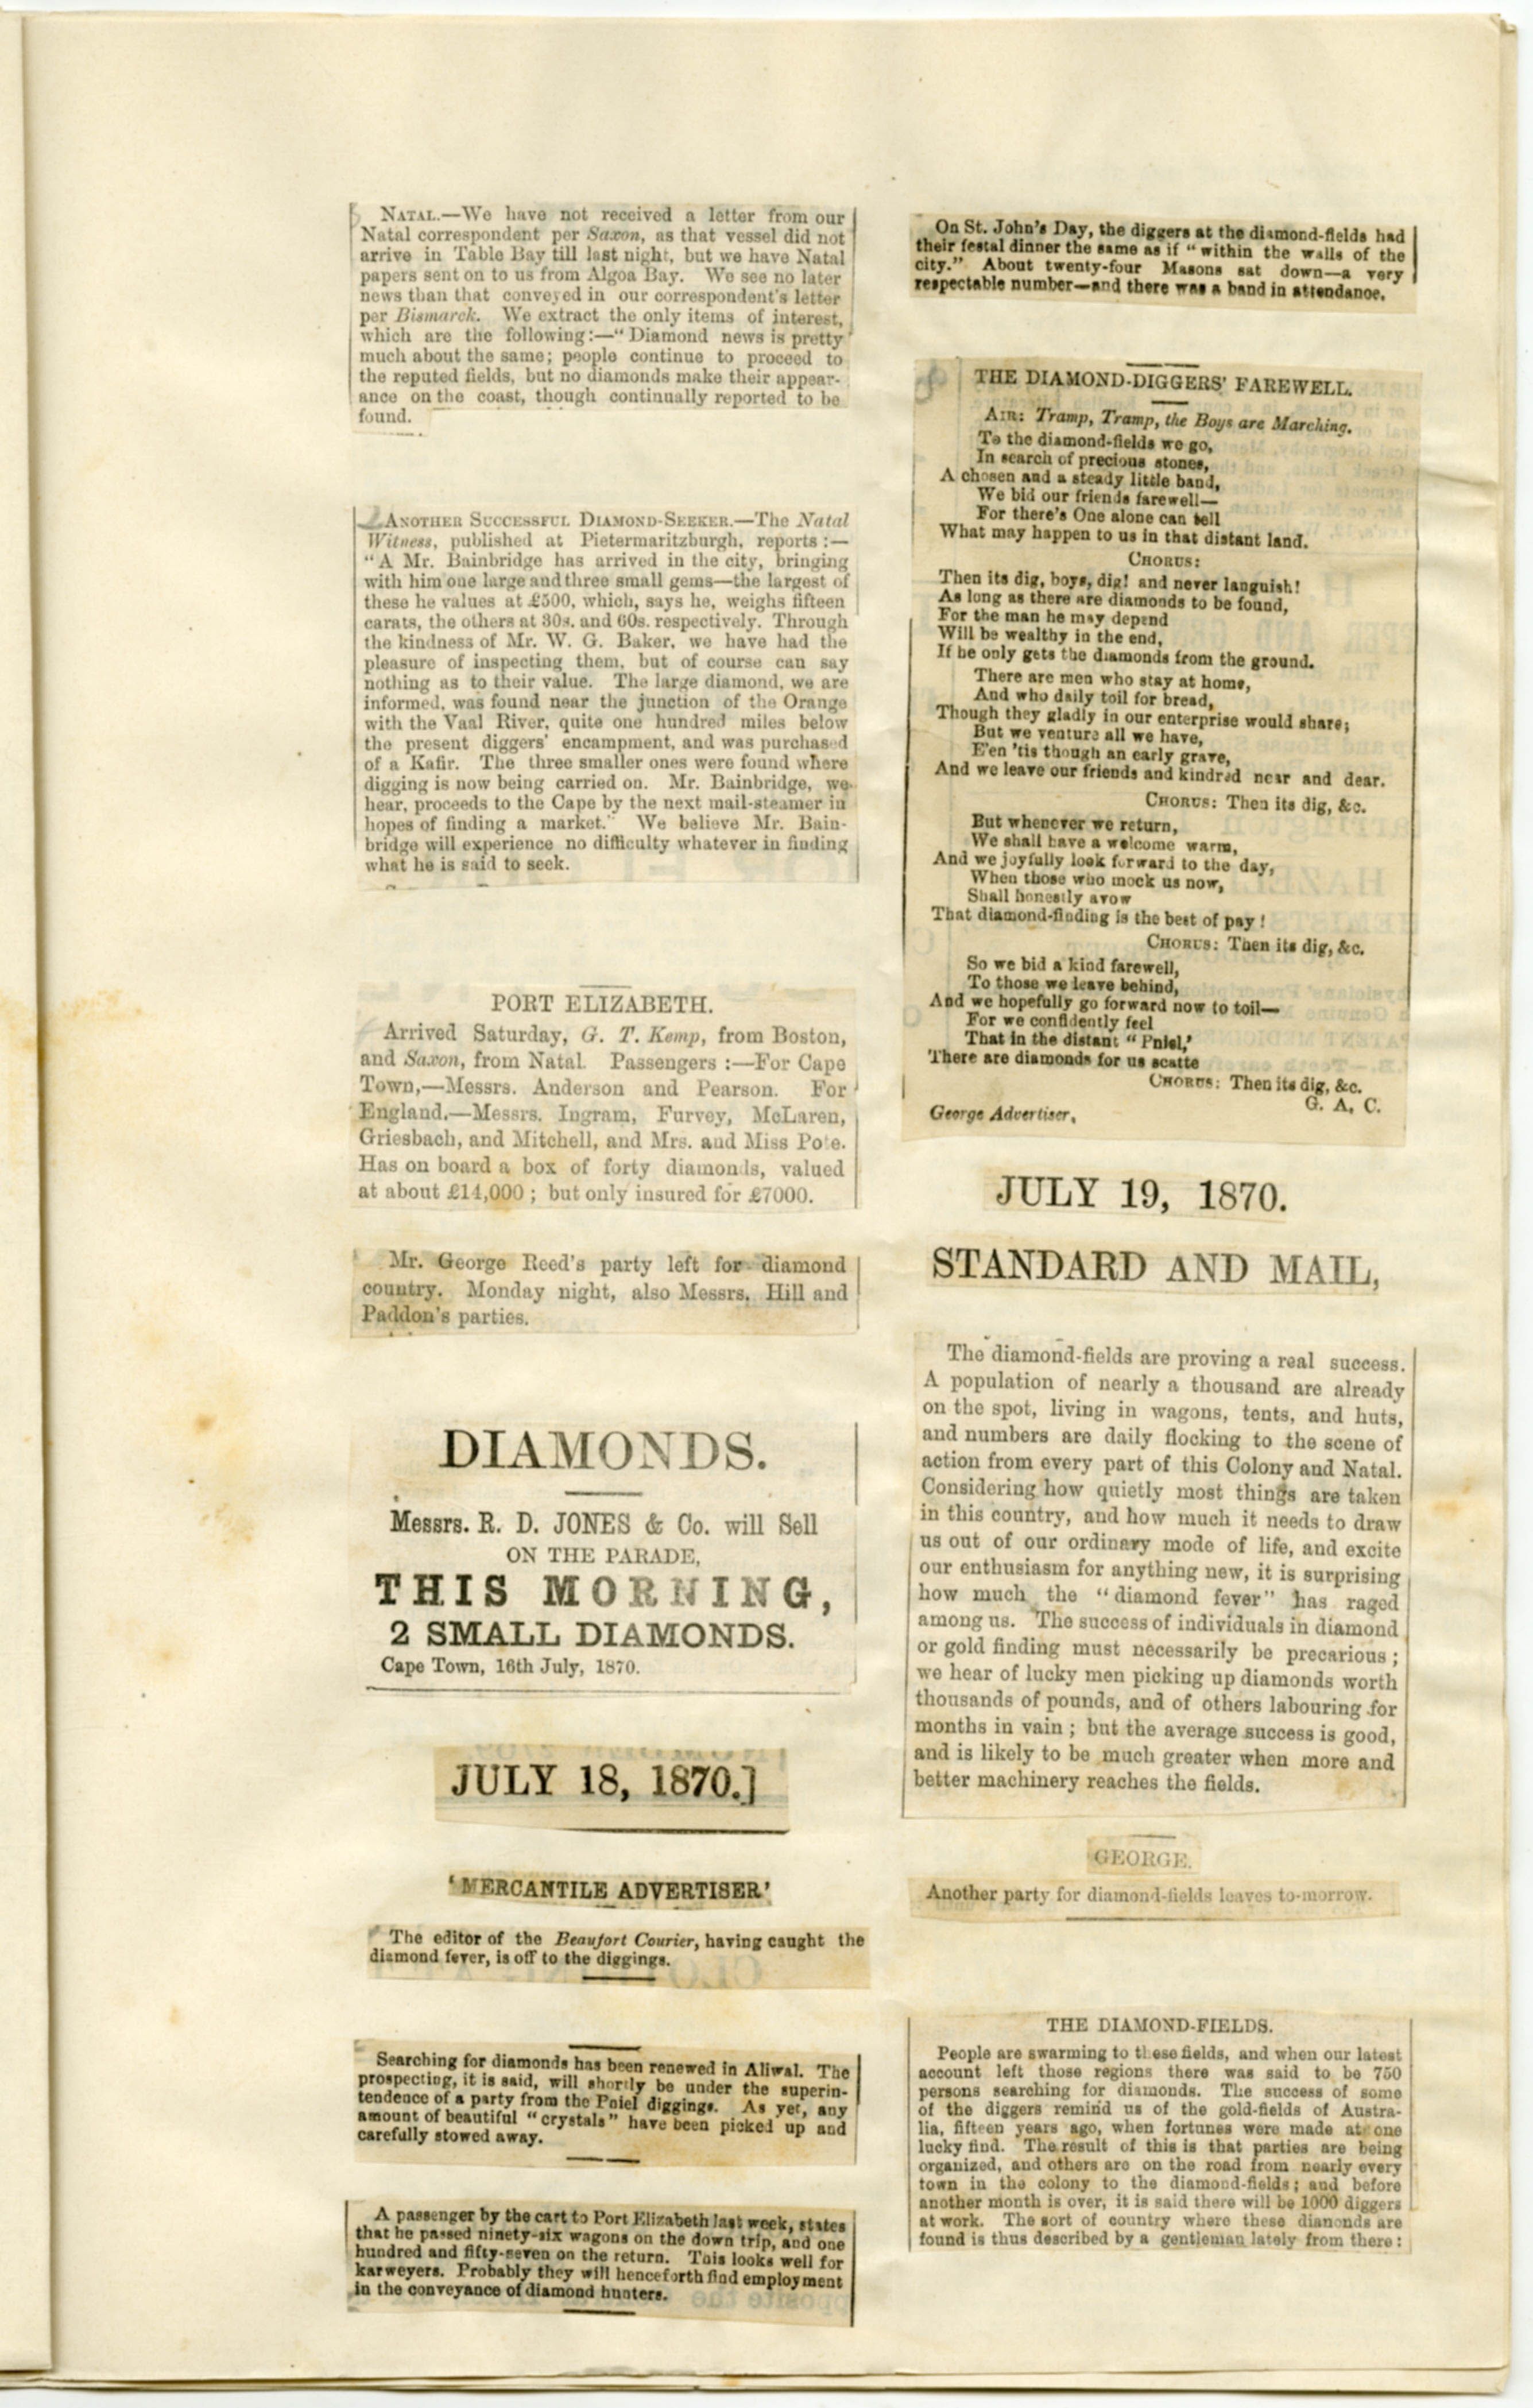 NATAL.—We have not received a letter from our
Natal correspondent per Saxon, as that vessel did not
arrive in Table Bay till last night, but we have Natal
papers sent on to us from Algoa Bay. We see no later
news than that conveyed in our correspondent's letter
per Bismarck. We extract the only items of interest,
which are the following:—"Diamond news is pretty
much about the same; people continue to proceed to
the reputed fields, but no diamonds make their appear-
ance on the coast, though continually reported to be
found.
ANOTHER SUCCESSFUL DIAMOND-SEEKER.—The Natal
Witness, published at Pietermaritzburgh, reports:—
"A Mr. Bainbridge has arrived in the city, bringing
with him one large and three small gems—the largest of
these he values at £500, which, says he, weighs fifteen
carats, the others at 30s. and 60s. respectively. Through
the kindness of Mr. W. G. Baker, we have had the
pleasure of inspecting them, but of course can say
nothing as to their value. The large diamond, we are
informed, was found near the junction of the Orange
with the Vaal River, quite one hundred miles below
the present diggers' encampment, and was purchased
of a Kafir. The three smaller ones were found where
digging is now being carried on. Mr. Bainbridge, we
hear, proceeds to the Cape by the next mail-steamer in
hopes of finding a market." We believe Mr. Bain-
bridge will experience no difficulty whatever in finding
what he is said to seek.
PORT ELIZABETH.
Arrived Saturday, G. T. Kemp, from Boston,
and Saxon, from Natal. Passengers:—For Cape
Town,—Messrs. Anderson and Pearson. For
England.—Messrs. Ingram, Furvey, McLaren,
Griesbach, and Mitchell, and Mrs. and Miss Pote.
Has on board a box of forty diamonds, valued
at about £14,000; but only insured for £7000.
Mr. George Reed's party left for diamond
country. Monday night, also Messrs. Hill and
Paddon's parties.
DIAMONDS.
Messrs. R. D. JONES & Co. will Sell
ON THE PARADE,
THIS MORNING,
2 SMALL DIAMONDS.
Cape Town, 16th July, 1870.
JULY 18, 1870.]
'MERCANTILE ADVERTISER'
The editor of the Beaufort Courier, having caught the
diamond fever, is off to the diggings.
Searching for diamonds has been renewed in Aliwal. The
prospecting, it is said, will shortly be under the superin-
tendence of a party from the Pniel diggings. As yet, any
amount of beautiful "crystals" have been picked up and
carefully stowed away.
A passenger by the cart to Port Elizabeth last week, states
that he passed ninety-six wagons on the down trip, and one
hundred and fifty-seven on the return. This looks well for
karweyers. Probably they will henceforth find employment
in the conveyance of diamond hunters.
On St. John's Day, the diggers at the diamond-fields had
their festal dinner the same as if "within the walls of the
city." About twenty-four Masons sat down—a very
respectable number—and there was a band in attendance.
THE DIAMOND-DIGGERS' FAREWELL.
AIR: Tramp, Tramp, the Boys are Marching.
To the diamond-fields we go,
In search of precious stones,
A chosen and a steady little band,
We bid our friends farewell—
For there's One alone can tell
What may happen to us in that distant land.
CHORUS:
Then its dig, boys, dig! and never languish!
As long as there are diamonds to be found,
For the man he may depend
Will be wealthy in the end,
If he only gets the diamonds from the ground.
There are men who stay at home,
And who daily toil for bread,
Though they gladly in our enterprise would share;
But we venture all we have,
E'en 'tis though an early grave,
And we leave our friends and kindred near and dear.
CHORUS: Then its dig, &c.
But whenever we return,
We shall have a welcome warm,
And we joyfully look forward to the day,
When those who mock us now,
Shall honestly avow
That diamond-finding is the best of pay!
CHORUS: Then its dig, &c.
So we bid a kind farewell,
To those we leave behind,
And we hopefully go forward now to toil—
For we confidently feel
That in the distant "Pniel,'
There are diamonds for us scatte
CHORUS: Then its dig, &c.
G. A. C.
George Advertiser,
JULY 19, 1870.
STANDARD AND MAIL,
The diamond-fields are proving a real success.
A population of nearly a thousand are already
on the spot, living in wagons, tents, and huts,
and numbers are daily flocking to the scene of
action from every part of this Colony and Natal.
Considering how quietly most things are taken
in this country, and how much it needs to draw
us out of our ordinary mode of life, and excite
our enthusiasm for anything new, it is surprising
how much the "diamond fever" has raged
among us. The success of individuals in diamond
or gold finding must necessarily be precarious;
we hear of lucky men picking up diamonds worth
thousands of pounds, and of others labouring for
months in vain; but the average success is good,
and is likely to be much greater when more and
better machinery reaches the fields.
GEORGE.
Another party for diamond-fields leaves to-morrow.
THE DIAMOND-FIELDS.
People are swarming to these fields, and when our latest
account left those regions there was said to be 750
persons searching for diamonds. The success of some
of the diggers remind us of the gold-fields of Austra-
lia, fifteen years ago, when fortunes were made at one
lucky find. The result of this is that parties are being
organized, and others are on the road from nearly every
town in the colony to the diamond-fields; and before
another month is over, it is said there will be 1000 diggers
at work. The sort of country where these diamonds are
found is thus described by a gentleman lately from there: